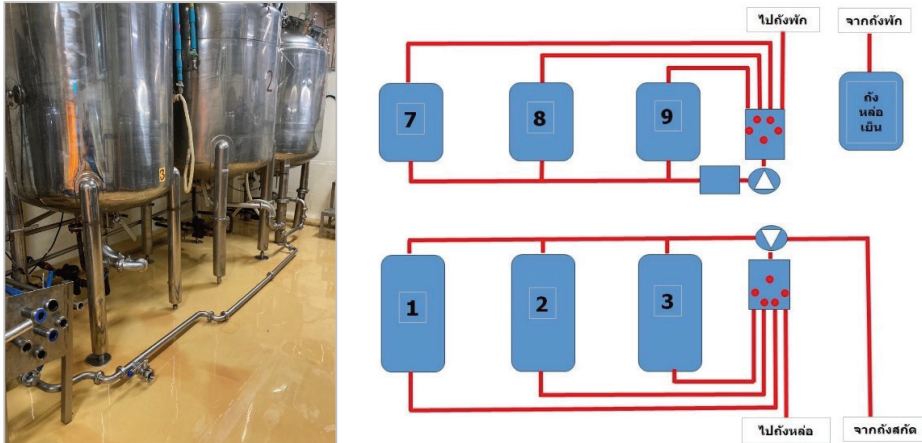 3
2
ไปถังพัก
จากถังพัก
7
8
9
ถัง
หล่อ
เย็น
1
2
3
ไปถังหล่อ
จากถังสกัด